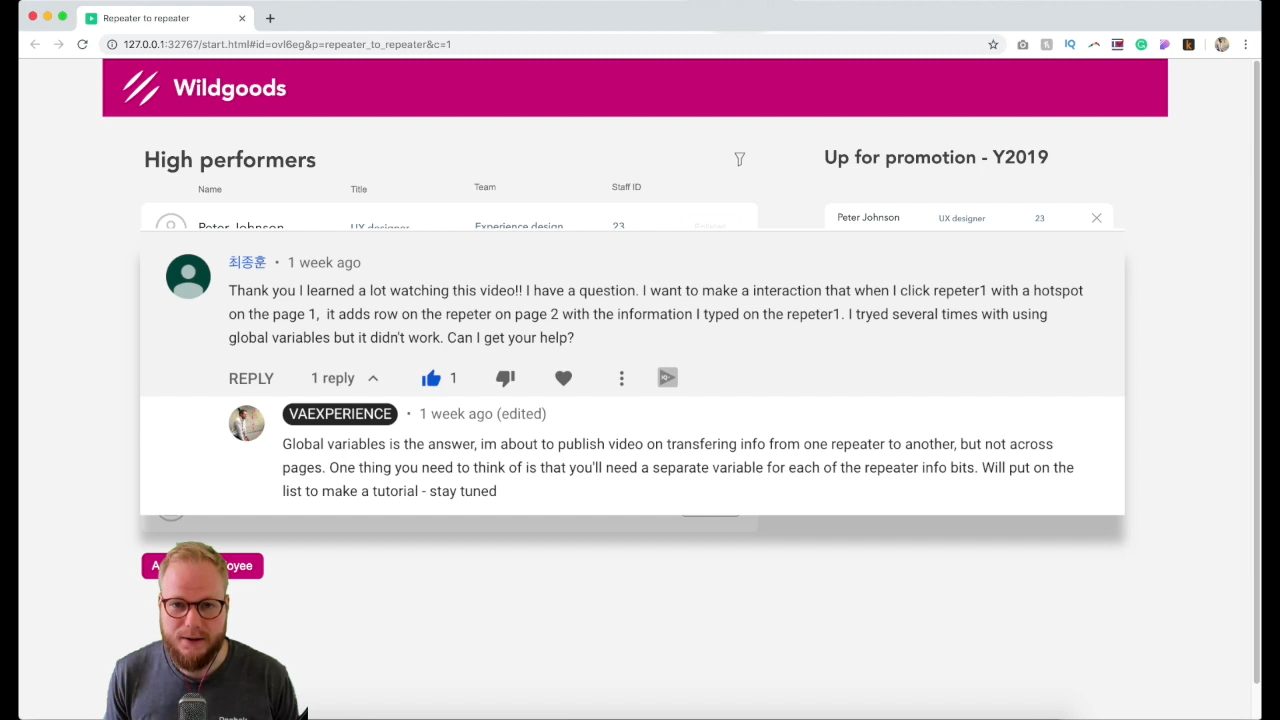 Repeater to repeater
127.0.0.1:32767/start.html#id=ovl6eg&p=repeater_to_repeater&c=1
Wildgoods
High performers
Up for promotion - Y2019
Name Title Team Staff ID
Peter Johnson UX designer Experience design 23
Peter Johnson UX designer 23
최종훈 • 1 week ago
Thank you I learned a lot watching this video!! I have a question. I want to make a interaction that when I click repeter1 with a hotspot
on the page 1, it adds row on the repeter on page 2 with the information I typed on the repeter1. I tryed several times with using
global variables but it didn't work. Can I get your help?
REPLY 1 reply 1
VAEXPERIENCE • 1 week ago (edited)
Global variables is the answer, im about to publish video on transfering info from one repeater to another, but not across
pages. One thing you need to think of is that you'll need a separate variable for each of the repeater info bits. Will put on the
list to make a tutorial - stay tuned